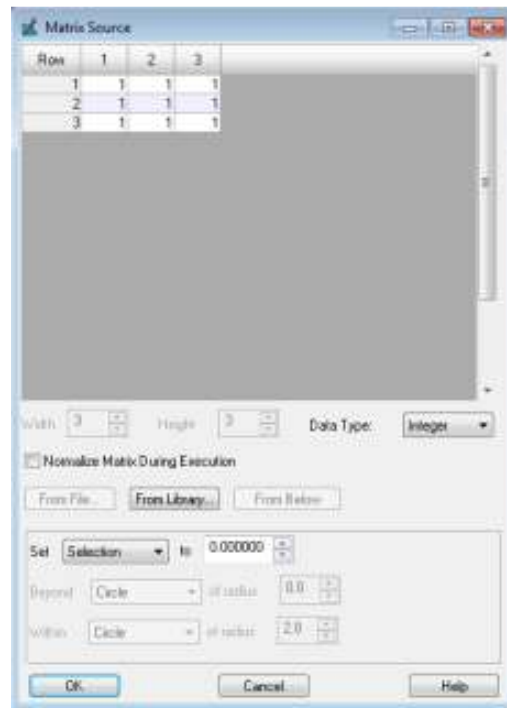 Matrix Source
Row 1 2 3
1 1 1 1
2 1 1 1
3 1 1 1
Width 3 Height 3 Data Type: Integer
Normalize Matrix During Execution
From File... From Library... From Below
Set Selection to 0.000000
Beyond Circle of radius 0.0
Within Circle of radius 2.0
OK Cancel Help